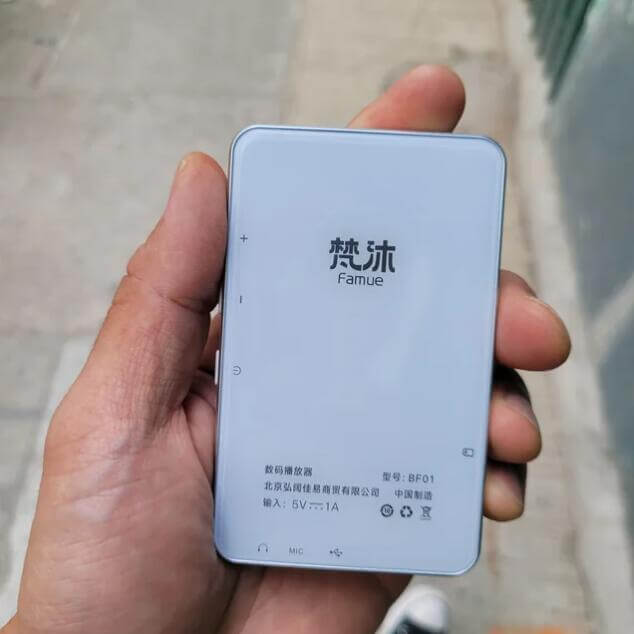 +
梵沐
Famue
-
数码播放器
型号: BF01
北京弘阔佳易商贸有限公司
中国制造
输入: 5V⎓1A
MIC